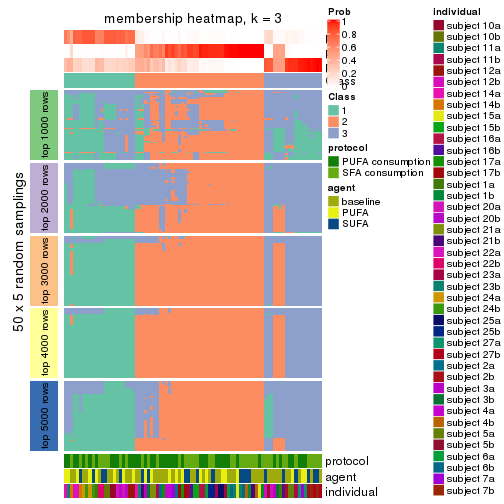 membership heatmap, k = 3
50 x 5 random samplings
top 1000 rows
top 2000 rows
top 3000 rows
top 4000 rows
top 5000 rows
protocol
agent
individual
Prob
1
0.8
0.6
0.4
0.2
0
Class
1
2
3
protocol
PUFA consumption
SFA consumption
agent
baseline
PUFA
SUFA
individual
subject 10a
subject 10b
subject 11a
subject 11b
subject 12a
subject 12b
subject 14a
subject 14b
subject 15a
subject 15b
subject 16a
subject 16b
subject 17a
subject 17b
subject 1a
subject 1b
subject 20a
subject 20b
subject 21a
subject 21b
subject 22a
subject 22b
subject 23a
subject 23b
subject 24a
subject 24b
subject 25a
subject 25b
subject 27a
subject 27b
subject 2a
subject 2b
subject 3a
subject 3b
subject 4a
subject 4b
subject 5a
subject 5b
subject 6a
subject 6b
subject 7a
subject 7b